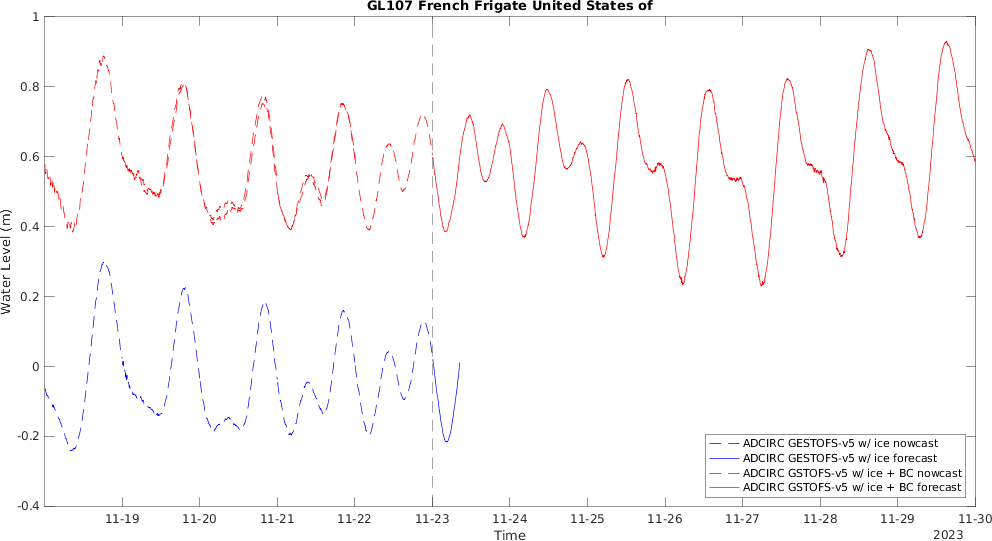 GL107 French Frigate United States of
1
0.8
0.6
0.4
0.2
0
-0.2
-0.4
Water Level (m)
ADCIRC GESTOFS-v5 w/ ice nowcast
ADCIRC GESTOFS-v5 w/ ice forecast
ADCIRC GSTOFS-v5 w/ ice + BC nowcast
ADCIRC GSTOFS-v5 w/ ice + BC forecast
11-19 11-20 11-21 11-22 11-23 11-24 11-25 11-26 11-27 11-28 11-29 11-30
Time
2023